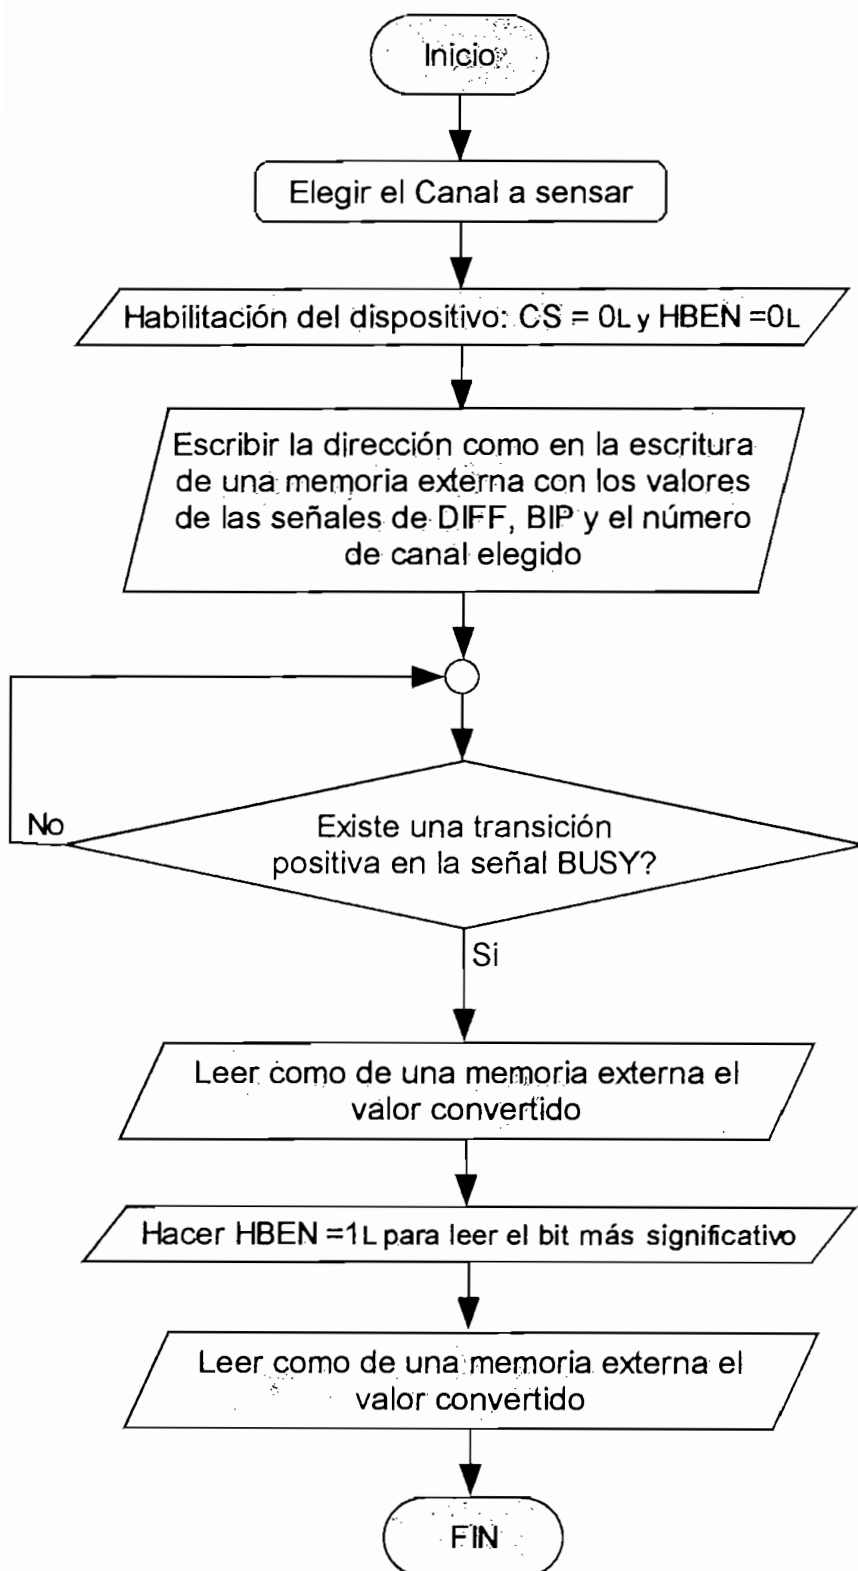 Inicio
Elegir el Canal a sensar
Habilitación del dispositivo: CS = 0L y HBEN =0L
Escribir la dirección como en la escritura
de una memoria externa con los valores
de las señales de DIFF, BIP y el número
de canal elegido
No
Existe una transición
positiva en la señal BUSY?
Si
Leer como de una memoria externa el
valor convertido
Hacer HBEN =1L para leer el bit más significativo
Leer como de una memoria externa el
valor convertido
FIN